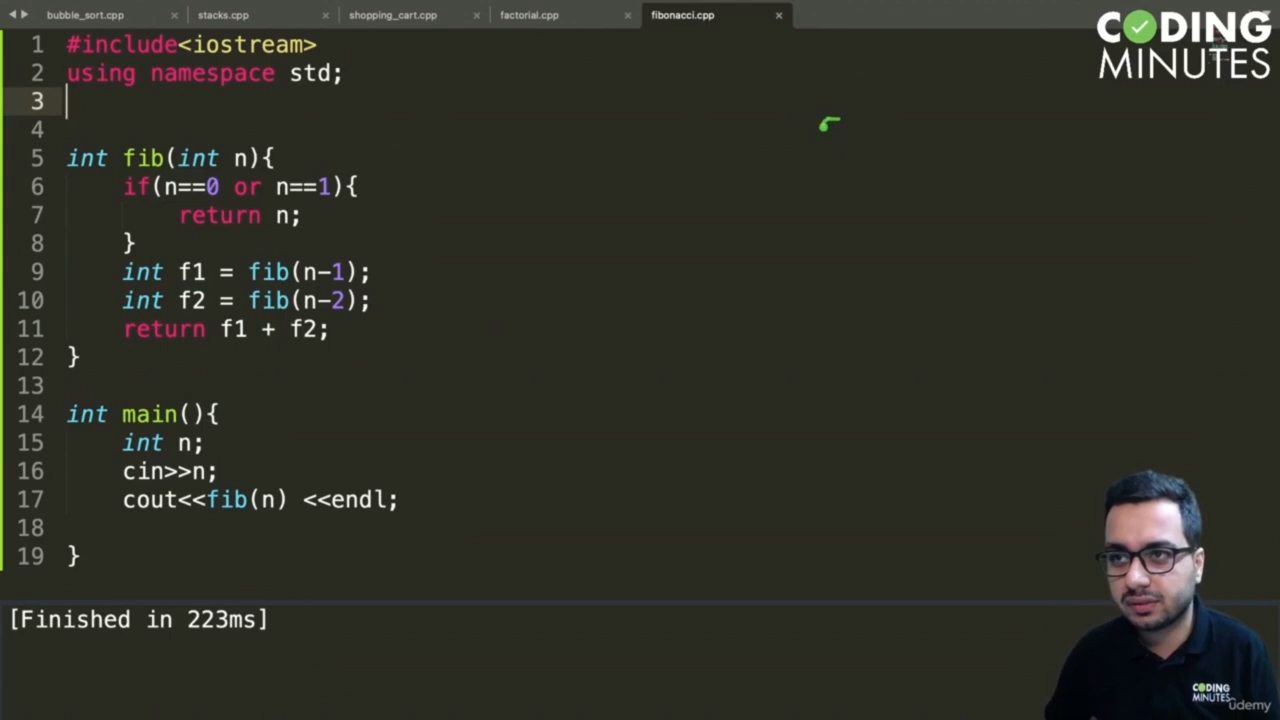 bubble_sort.cpp × stacks.cpp × shopping_cart.cpp × factorial.cpp × fibonacci.cpp ×
CODING
MINUTES
1 #include<iostream>
2 using namespace std;
3
4
5 int fib(int n){
6 if(n==0 or n==1){
7 return n;
8 }
9 int f1 = fib(n-1);
10 int f2 = fib(n-2);
11 return f1 + f2;
12 }
13
14 int main(){
15 int n;
16 cin>>n;
17 cout<<fib(n) <<endl;
18
19 }
[Finished in 223ms]
CODING
MINUTES
udemy